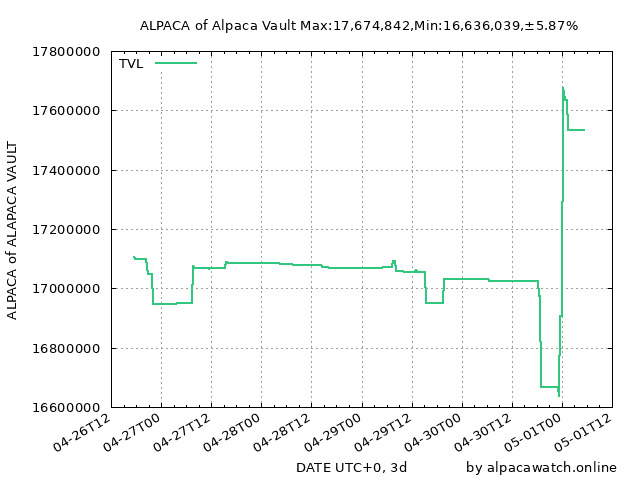 ALPACA of Alpaca Vault Max:17,674,842,Min:16,636,039,±5.87%
TVL
17800000
17600000
17400000
17200000
17000000
16800000
16600000
ALPACA of ALAPACA VAULT
04-26T12
04-27T00
04-27T12
04-28T00
04-28T12
04-29T00
04-29T12
04-30T00
04-30T12
05-01T00
05-01T12
DATE UTC+0, 3d
by alpacawatch.online